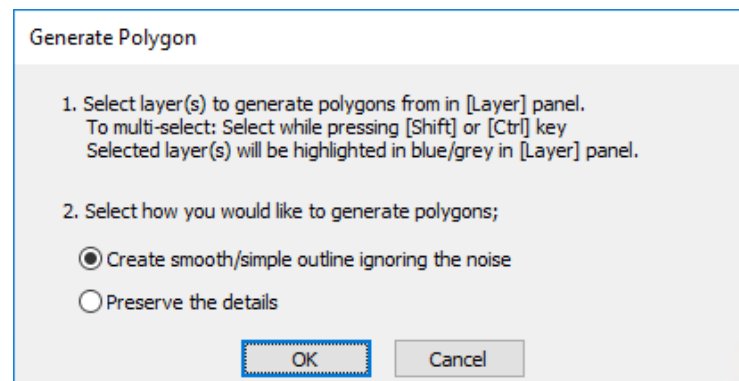 Generate Polygon
1. Select layer(s) to generate polygons from in [Layer] panel.
To multi-select: Select while pressing [Shift] or [Ctrl] key
Selected layer(s) will be highlighted in blue/grey in [Layer] panel.
2. Select how you would like to generate polygons;
Create smooth/simple outline ignoring the noise
Preserve the details
OK Cancel